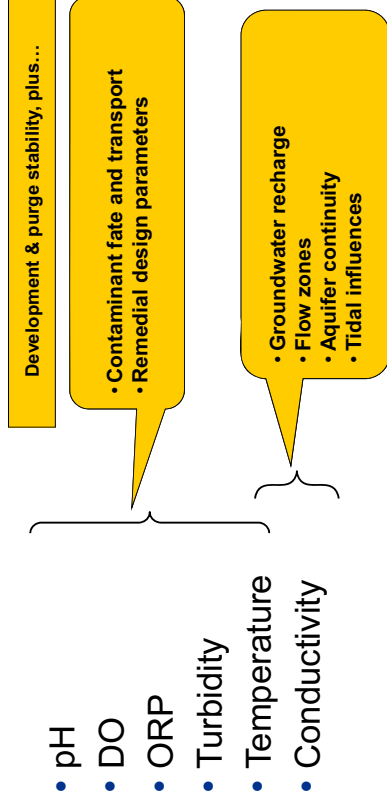 Development & purge stability, plus…
• pH
• DO
• ORP
• Turbidity
• Temperature
• Conductivity
• Contaminant fate and transport
• Remedial design parameters
• Groundwater recharge
• Flow zones
• Aquifer continuity
• Tidal influences